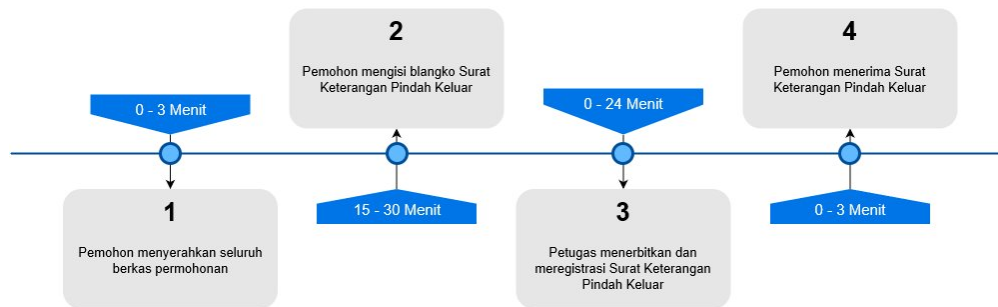 0 - 3 Menit
1
Pemohon menyerahkan seluruh
berkas permohonan
2
Pemohon mengisi blangko Surat
Keterangan Pindah Keluar
15 - 30 Menit
0 - 24 Menit
3
Petugas menerbitkan dan
meregistrasi Surat Keterangan
Pindah Keluar
4
Pemohon menerima Surat
Keterangan Pindah Keluar
0 - 3 Menit